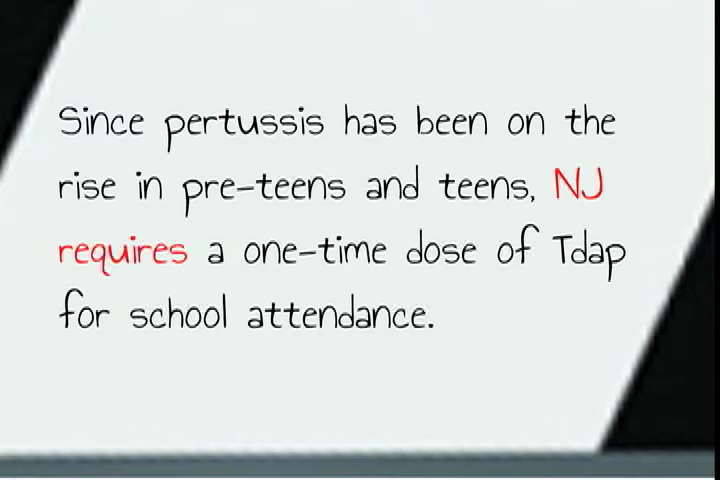 Since pertussis has been on the
rise in pre-teens and teens, NJ
requires a one-time dose of Tdap
for school attendance.